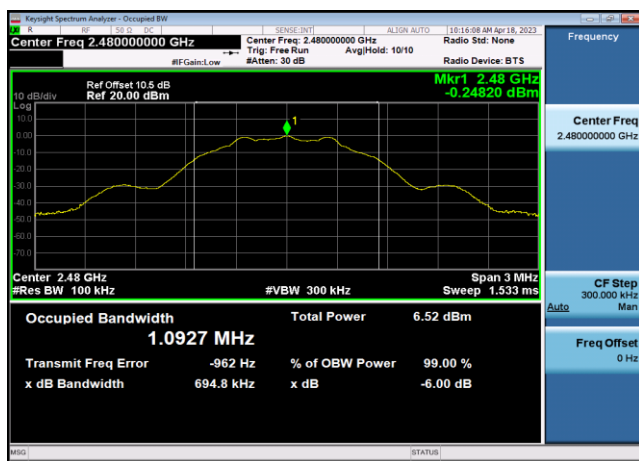 Keysight Spectrum Analyzer - Occupied BW
R RF 50 Ω DC SENSE:INT ALIGN AUTO 10:16:08 AM Apr 18, 2023
Center Freq 2.480000000 GHz
Center Freq: 2.480000000 GHz
Radio Std: None
Trig: Free Run Avg|Hold: 10/10
#IFGain:Low
#Atten: 30 dB
Radio Device: BTS
Frequency
Ref Offset 10.5 dB
Mkr1 2.48 GHz
10 dB/div
Ref 20.00 dBm
-0.24820 dBm
Log
1
10.0
0.00
-10.0
-20.0
-30.0
-40.0
-50.0
-60.0
-70.0
Center Freq
2.480000000 GHz
Center 2.48 GHz
Span 3 MHz
#Res BW 100 kHz
#VBW 300 kHz
Sweep 1.533 ms
CF Step
300.000 kHz
Auto Man
Occupied Bandwidth
Total Power 6.52 dBm
1.0927 MHz
Transmit Freq Error -962 Hz
% of OBW Power 99.00 %
x dB Bandwidth 694.8 kHz
x dB -6.00 dB
Freq Offset
0 Hz
MSG
STATUS